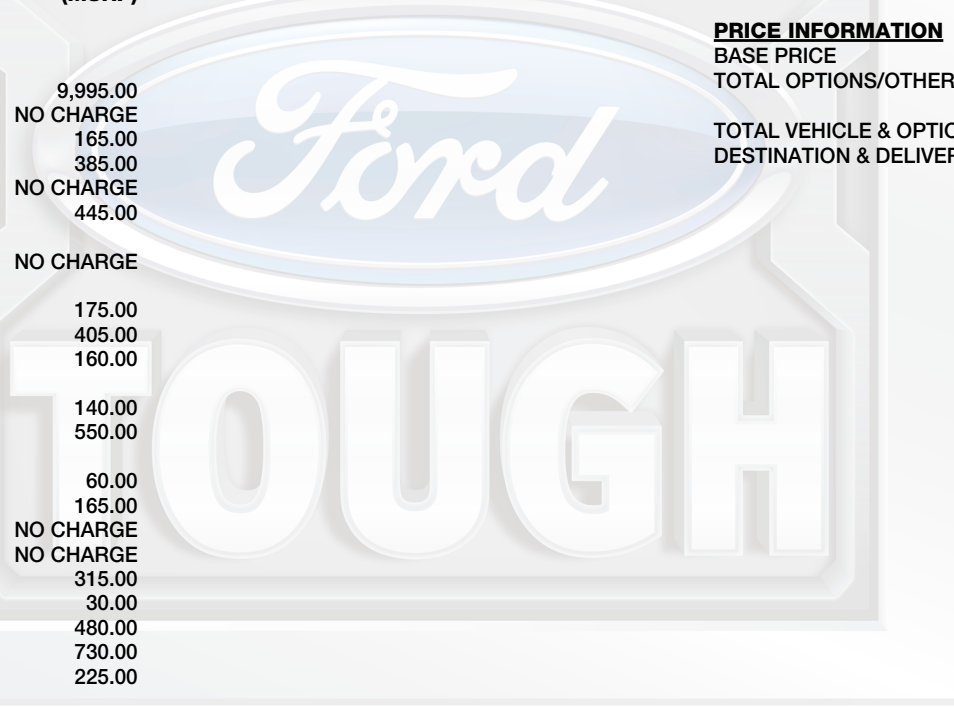 (MSRP)
9,995.00
NO CHARGE
165.00
385.00
NO CHARGE
445.00
NO CHARGE
175.00
405.00
160.00
140.00
550.00
60.00
165.00
NO CHARGE
NO CHARGE
315.00
30.00
480.00
730.00
225.00
PRICE INFORMATION
BASE PRICE
TOTAL OPTIONS/OTHER
TOTAL VEHICLE & OPTIO
DESTINATION & DELIVER
Ford
TOUGH